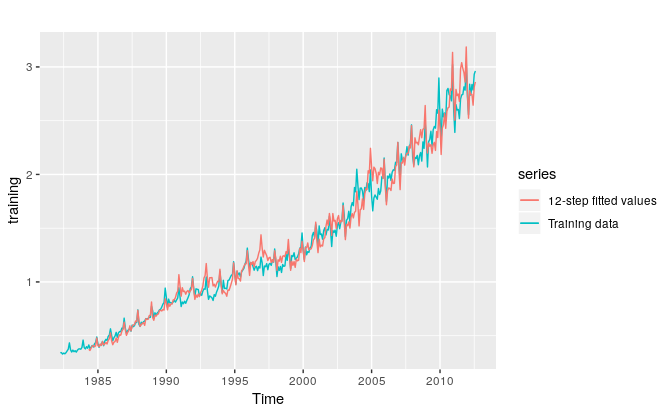 3
2
1
training
1985 1990 1995 2000 2005 2010
Time
series
12-step fitted values
Training data